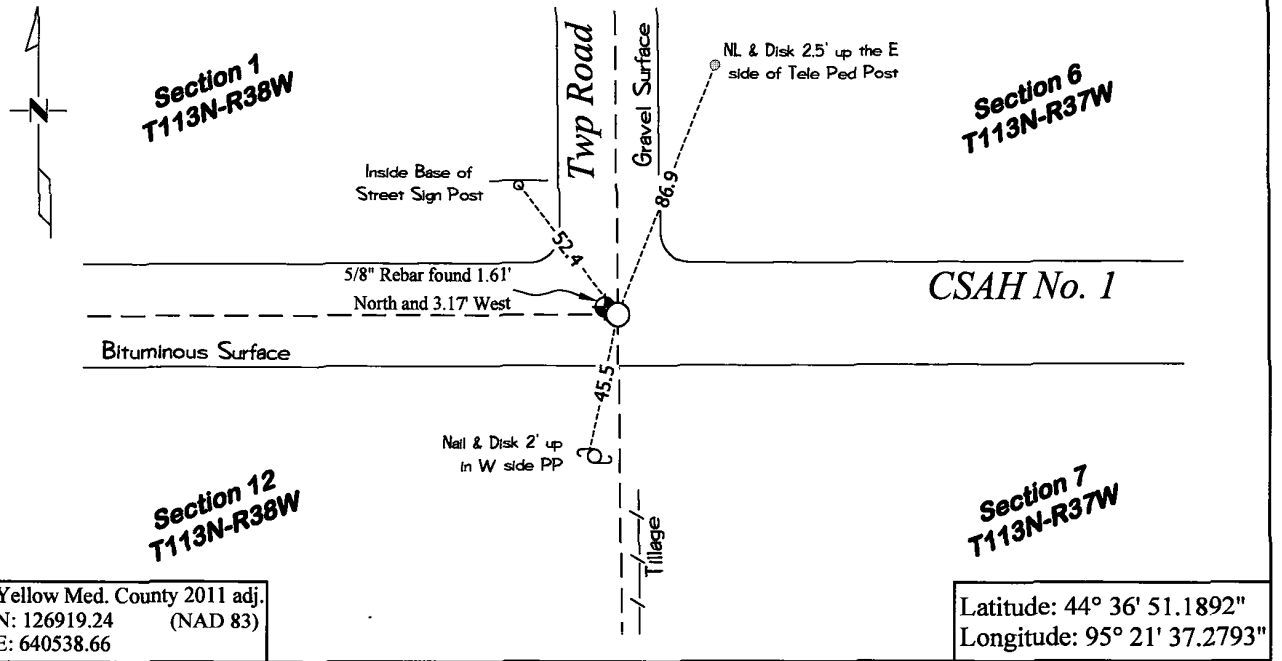 N
Section 1
T113N-R38W
Twp Road
Gravel Surface
NL & Disk 2.5' up the E
side of Tele Ped Post
Section 6
T113N-R37W
Inside Base of
Street Sign Post
52.4
86.9
5/8" Rebar found 1.61'
North and 3.17' West
CSAH No. 1
Bituminous Surface
45.5
Nail & Disk 2' up
in W side PP
Section 12
T113N-R38W
Tillage
Section 7
T113N-R37W
Yellow Med. County 2011 adj.
N: 126919.24 (NAD 83)
E: 640538.66
Latitude: 44° 36' 51.1892"
Longitude: 95° 21' 37.2793"